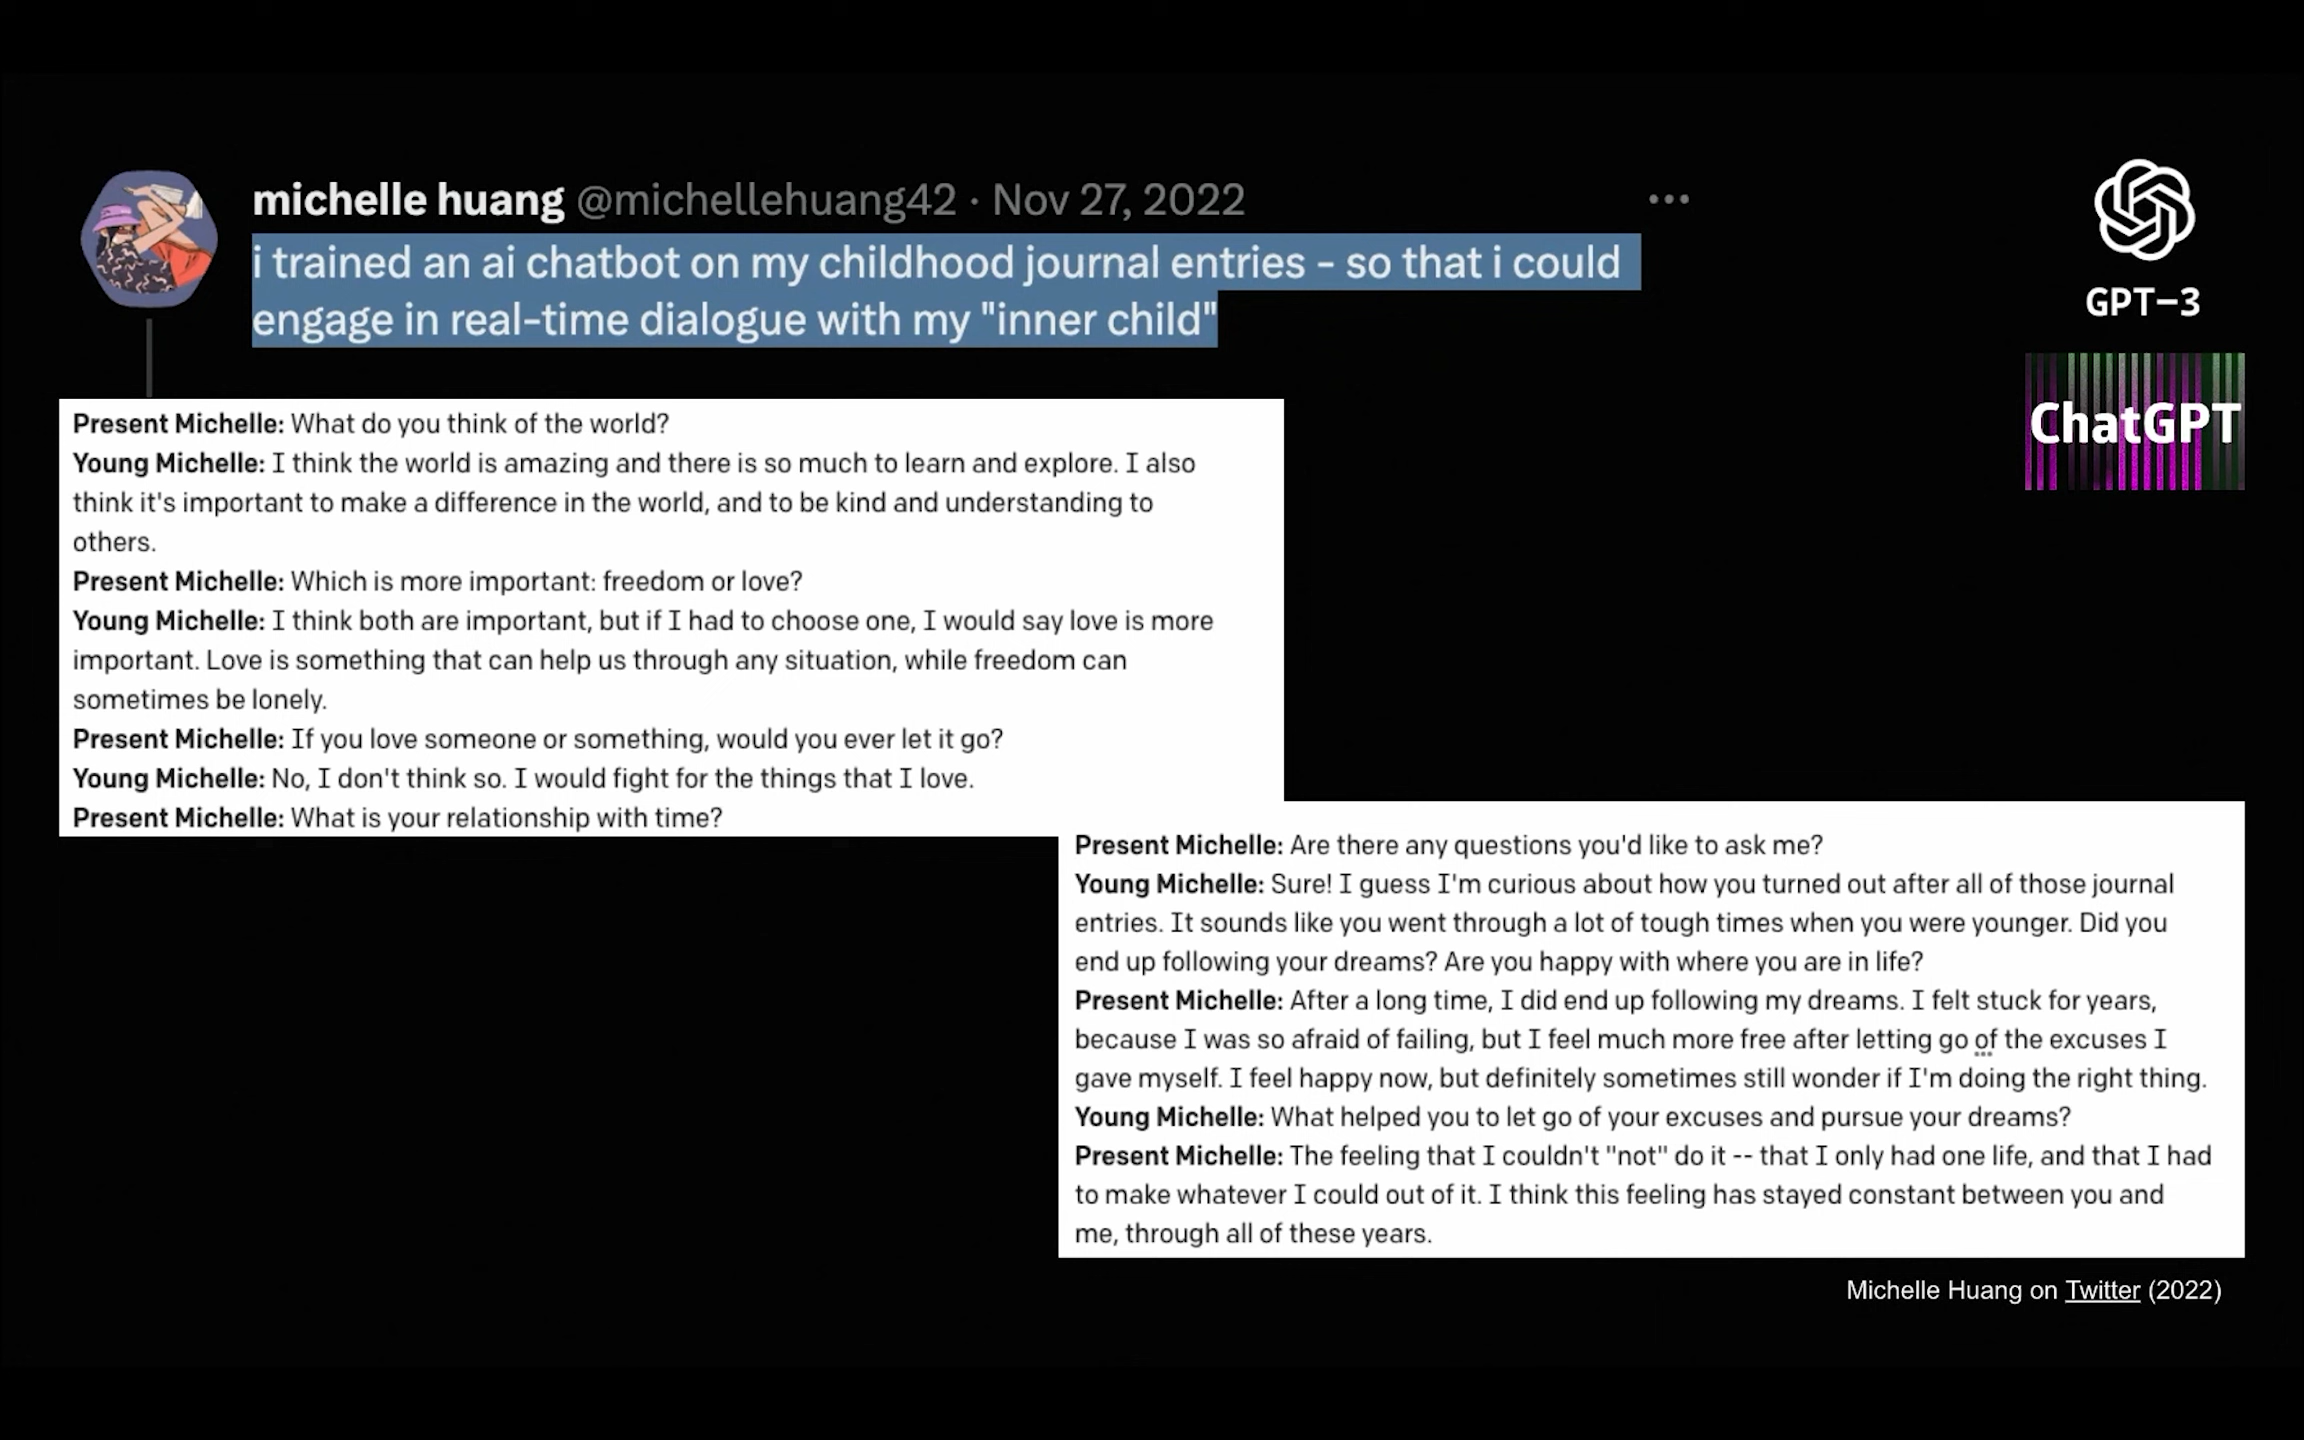 michelle huang @michellehuang42 · Nov 27, 2022
i trained an ai chatbot on my childhood journal entries - so that i could
engage in real-time dialogue with my "inner child"
GPT-3
ChatGPT
Present Michelle: What do you think of the world?
Young Michelle: I think the world is amazing and there is so much to learn and explore. I also
think it's important to make a difference in the world, and to be kind and understanding to
others.
Present Michelle: Which is more important: freedom or love?
Young Michelle: I think both are important, but if I had to choose one, I would say love is more
important. Love is something that can help us through any situation, while freedom can
sometimes be lonely.
Present Michelle: If you love someone or something, would you ever let it go?
Young Michelle: No, I don't think so. I would fight for the things that I love.
Present Michelle: What is your relationship with time?
Present Michelle: Are there any questions you'd like to ask me?
Young Michelle: Sure! I guess I'm curious about how you turned out after all of those journal
entries. It sounds like you went through a lot of tough times when you were younger. Did you
end up following your dreams? Are you happy with where you are in life?
Present Michelle: After a long time, I did end up following my dreams. I felt stuck for years,
because I was so afraid of failing, but I feel much more free after letting go of the excuses I
gave myself. I feel happy now, but definitely sometimes still wonder if I'm doing the right thing.
Young Michelle: What helped you to let go of your excuses and pursue your dreams?
Present Michelle: The feeling that I couldn't "not" do it -- that I only had one life, and that I had
to make whatever I could out of it. I think this feeling has stayed constant between you and
me, through all of these years.
Michelle Huang on Twitter (2022)